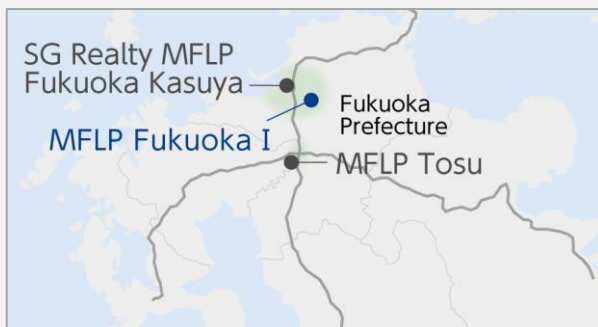 SG Realty MFLP
Fukuoka Kasuya
MFLP Fukuoka I
Fukuoka
Prefecture
MFLP Tosu